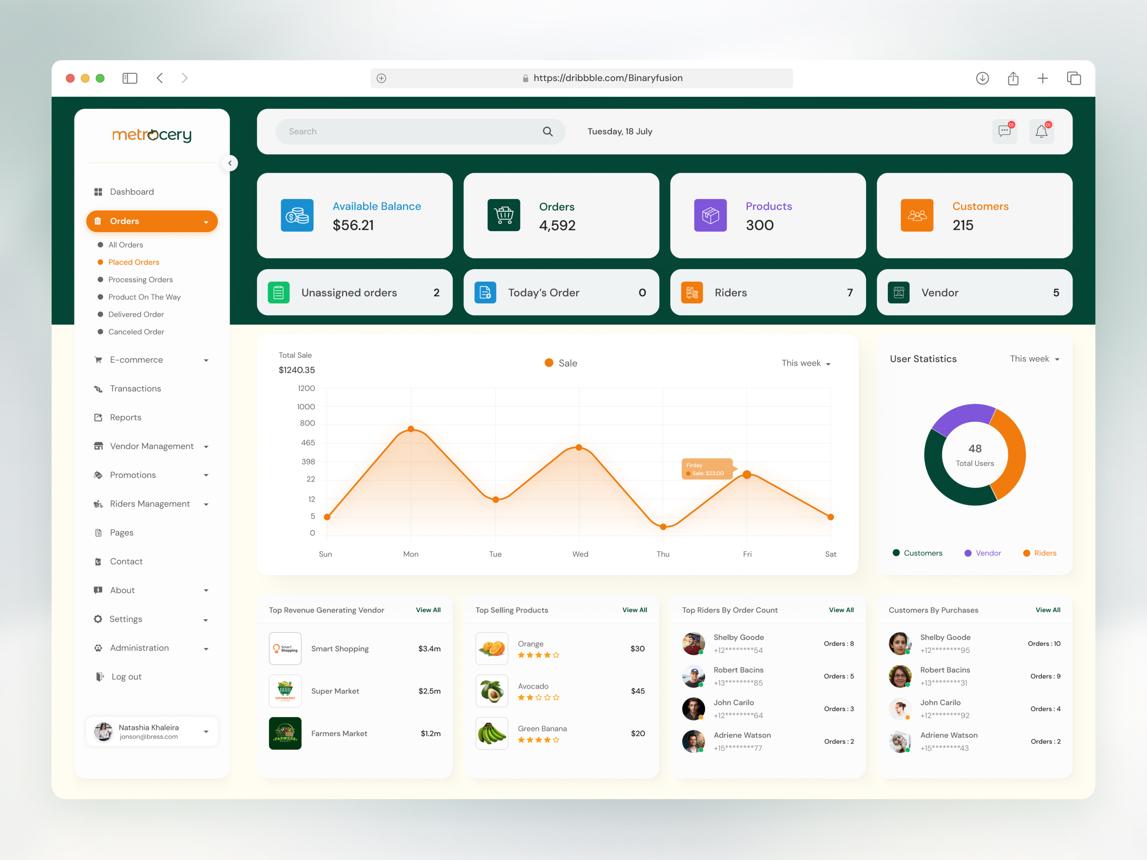 https://dribbble.com/Binaryfusion
metrocery
Search
Tuesday, 18 July
Dashboard
Orders
All Orders
Placed Orders
Processing Orders
Product On The Way
Delivered Order
Canceled Order
E-commerce
Transactions
Reports
Vendor Management
Promotions
Riders Management
Pages
Contact
About
Settings
Administration
Log out
Natashia Khaleira
jonson@bress.com
Available Balance
$56.21
Orders
4,592
Products
300
Customers
215
Unassigned orders 2
Today's Order 0
Riders 7
Vendor 5
Total Sale
$1240.35
Sale
This week
1200
1000
800
465
398
22
12
5
0
Sun Mon Tue Wed Thu Fri Sat
Friday
Sale: $33.00
User Statistics
This week
48
Total Users
Customers Vendor Riders
Top Revenue Generating Vendor View All
Smart Shopping $3.4m
Super Market $2.5m
Farmers Market $1.2m
Top Selling Products View All
Orange $30
Avocado $45
Green Banana $20
Top Riders By Order Count View All
Shelby Goode
+12********64 Orders : 8
Robert Bacins
+13********85 Orders : 5
John Carilo
+12********64 Orders : 3
Adriene Watson
+15********77 Orders : 2
Customers By Purchases View All
Shelby Goode
+12********95 Orders : 10
Robert Bacins
+13********31 Orders : 9
John Carilo
+12********92 Orders : 4
Adriene Watson
+15********43 Orders : 2